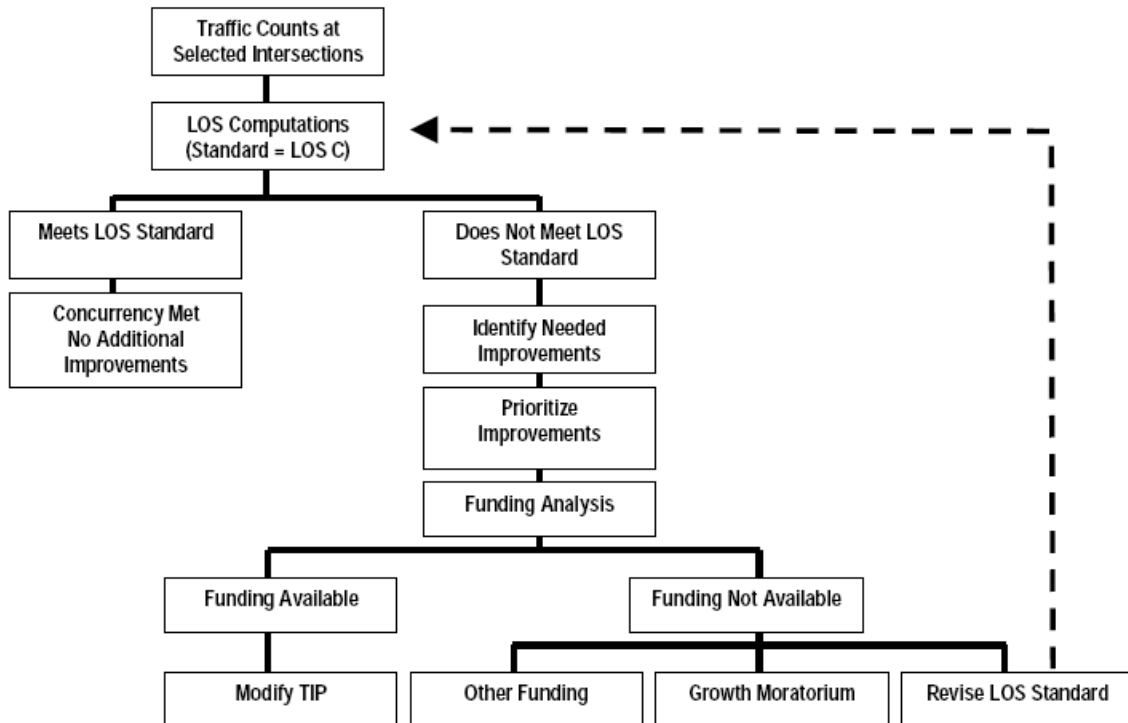 Traffic Counts at
Selected Intersections
LOS Computations
(Standard = LOS C)
Meets LOS Standard
Does Not Meet LOS
Standard
Concurrency Met
No Additional
Improvements
Identify Needed
Improvements
Prioritize
Improvements
Funding Analysis
Funding Available
Funding Not Available
Modify TIP
Other Funding
Growth Moratorium
Revise LOS Standard